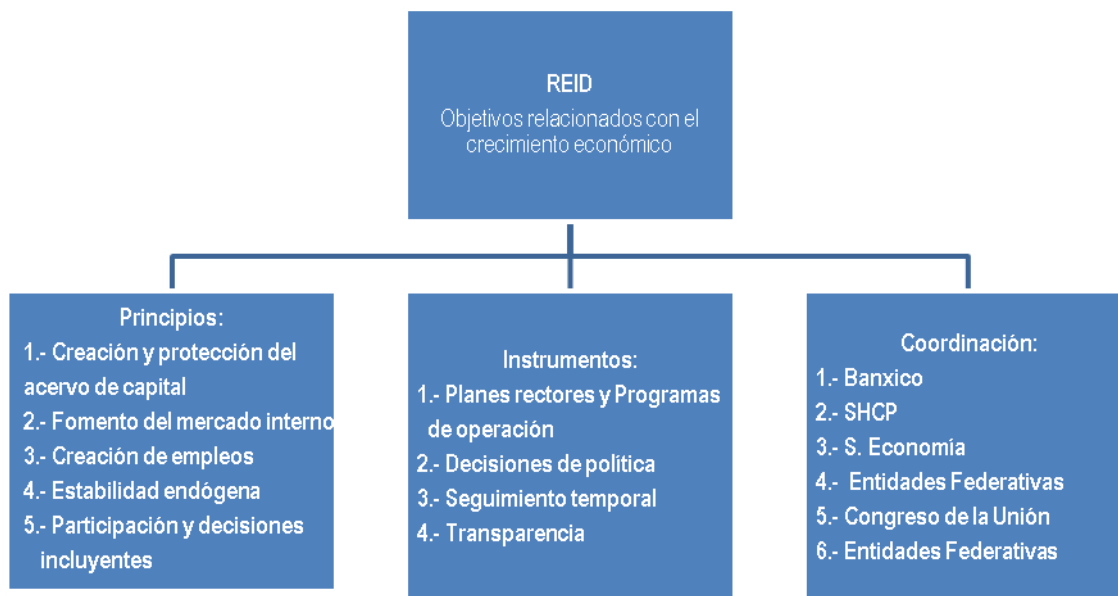 REID
Objetivos relacionados con el
crecimiento económico
Principios:
1.- Creación y protección del
acervo de capital
2.- Fomento del mercado interno
3.- Creación de empleos
4.- Estabilidad endógena
5.- Participación y decisiones
incluyentes
Instrumentos:
1.- Planes rectores y Programas
de operación
2.- Decisiones de política
3.- Seguimiento temporal
4.- Transparencia
Coordinación:
1.- Banxico
2.- SHCP
3.- S. Economía
4.- Entidades Federativas
5.- Congreso de la Unión
6.- Entidades Federativas